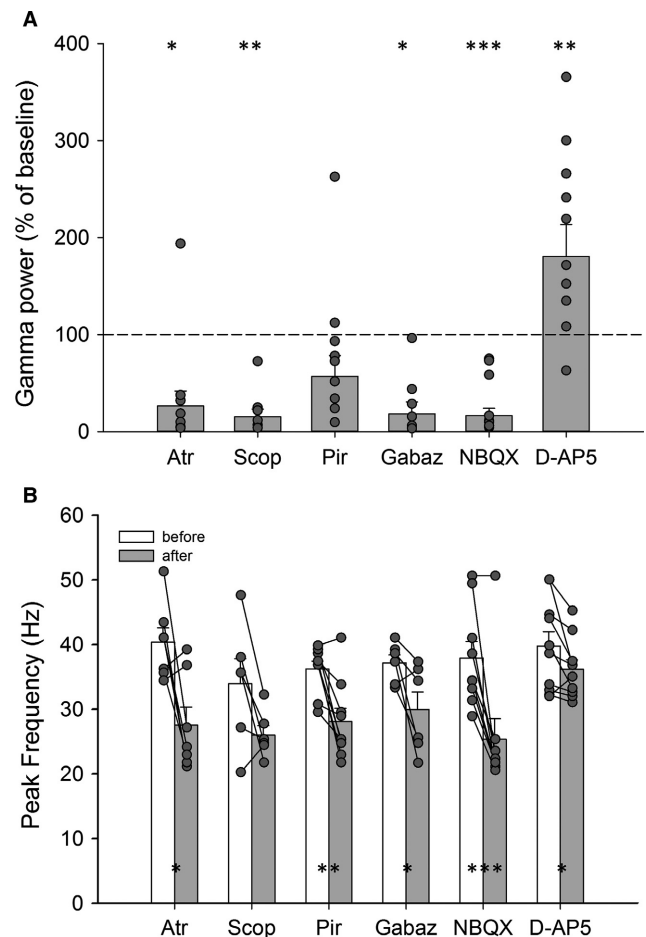 A
* ** * *** **
400
300
200
100
0
Gamma power (% of baseline)
Atr Scop Pir Gabaz NBQX D-AP5
B
60
50
40
30
20
10
0
Peak Frequency (Hz)
before
after
* ** * *** *
Atr Scop Pir Gabaz NBQX D-AP5